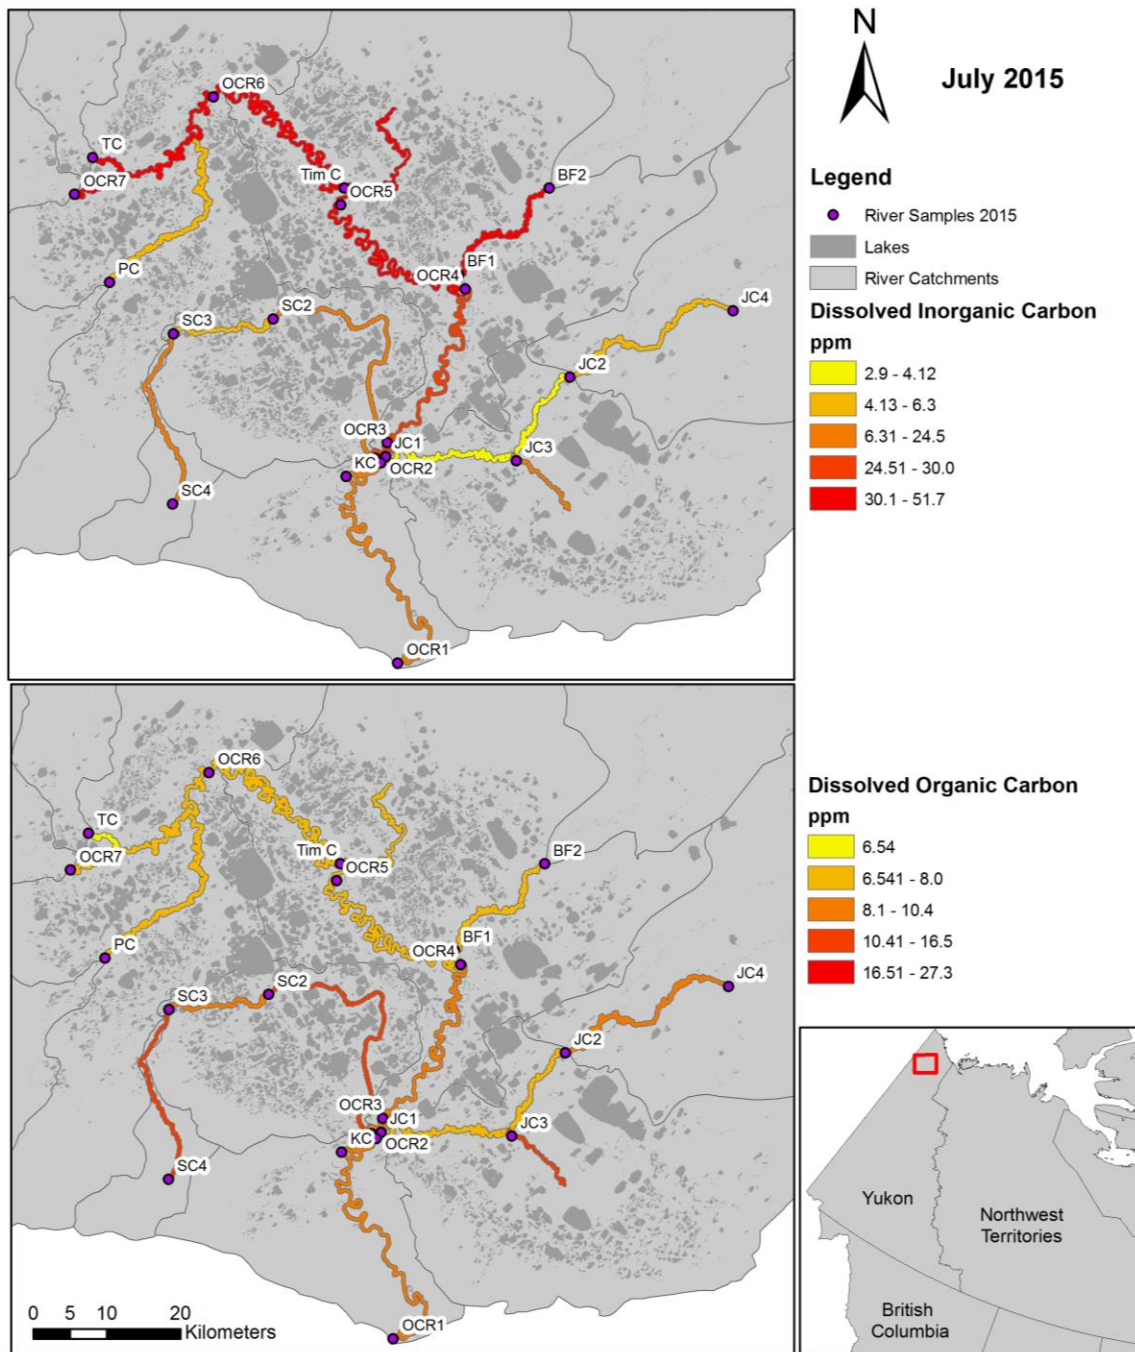 OCR6
TC
OCR7
Tim C
OCR5
BF2
BF1
OCR4
PC
SC2
SC3
JC4
JC2
OCR3
JC1
JC3
KC
OCR2
SC4
OCR1
N
July 2015
Legend
River Samples 2015
Lakes
River Catchments
Dissolved Inorganic Carbon
ppm
2.9 - 4.12
4.13 - 6.3
6.31 - 24.5
24.51 - 30.0
30.1 - 51.7
OCR6
TC
OCR7
Tim C
OCR5
BF2
BF1
OCR4
PC
SC2
SC3
JC4
JC2
OCR3
JC1
JC3
KC
OCR2
SC4
OCR1
0 5 10 20
Kilometers
Dissolved Organic Carbon
ppm
6.54
6.541 - 8.0
8.1 - 10.4
10.41 - 16.5
16.51 - 27.3
Yukon
Northwest
Territories
British
Columbia